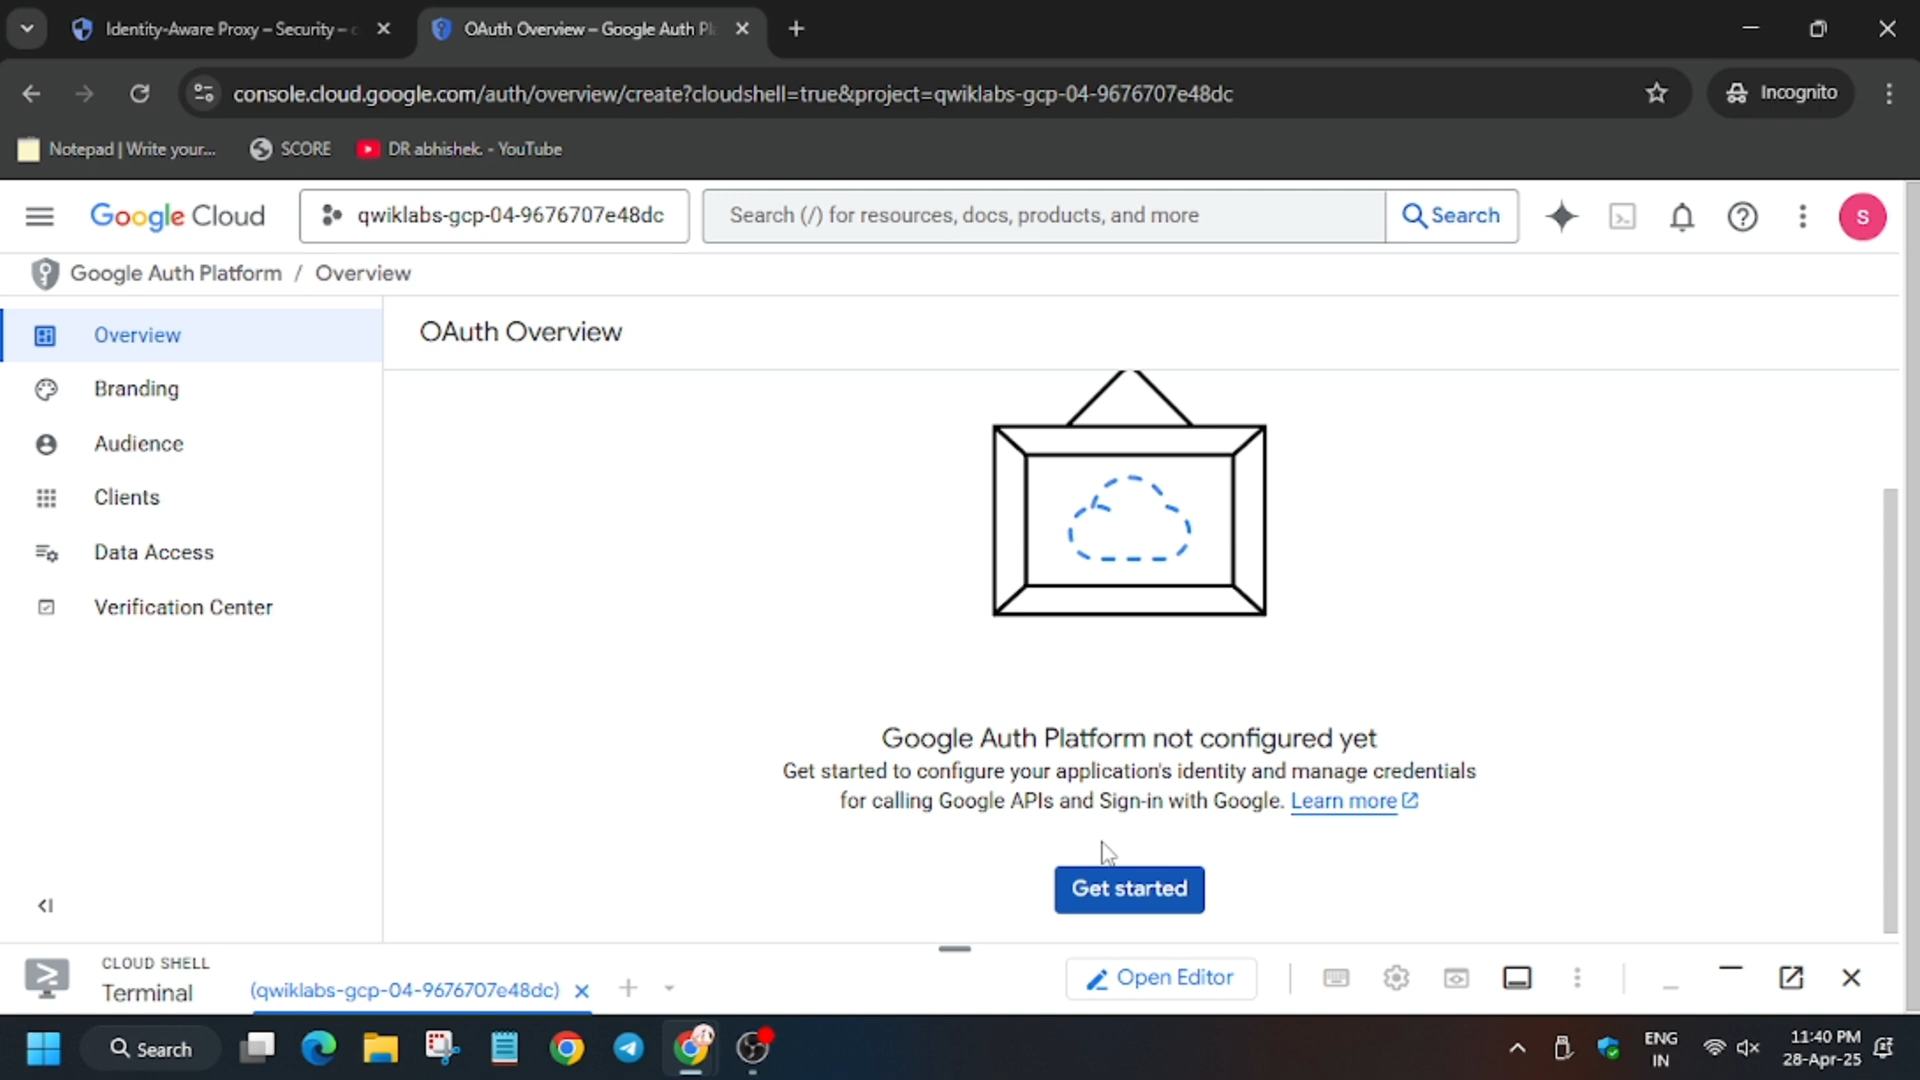 Identity-Aware Proxy – Security –
OAuth Overview – Google Auth Pl
console.cloud.google.com/auth/overview/create?cloudshell=true&project=qwiklabs-gcp-04-9676707e48dc
Incognito
Notepad | Write your...
SCORE
DR abhishek. - YouTube
Google Cloud
qwiklabs-gcp-04-9676707e48dc
Search (/) for resources, docs, products, and more
Search
S
Google Auth Platform / Overview
Overview
OAuth Overview
Branding
Audience
Clients
Data Access
Verification Center
Google Auth Platform not configured yet
Get started to configure your application's identity and manage credentials
for calling Google APIs and Sign-in with Google. Learn more
Get started
CLOUD SHELL
Terminal
(qwiklabs-gcp-04-9676707e48dc)
Open Editor
Search
ENG
IN
11:40 PM
28-Apr-25